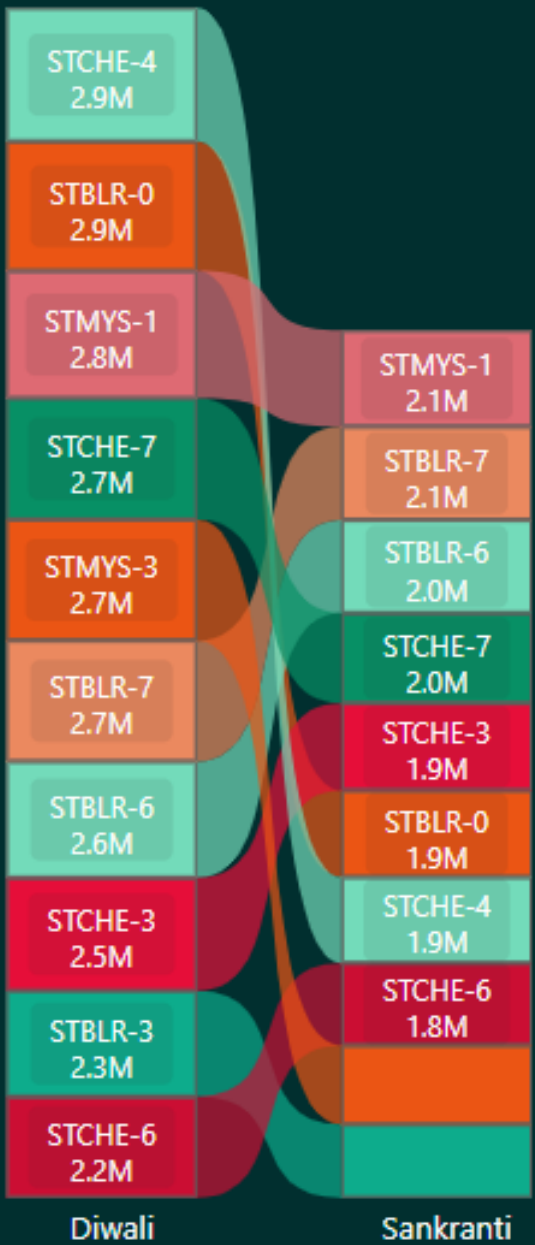 STCHE-4
2.9M
STBLR-0
2.9M
STMYS-1
2.8M
STCHE-7
2.7M
STMYS-3
2.7M
STBLR-7
2.7M
STBLR-6
2.6M
STCHE-3
2.5M
STBLR-3
2.3M
STCHE-6
2.2M
Diwali
STMYS-1
2.1M
STBLR-7
2.1M
STBLR-6
2.0M
STCHE-7
2.0M
STCHE-3
1.9M
STBLR-0
1.9M
STCHE-4
1.9M
STCHE-6
1.8M
Sankranti